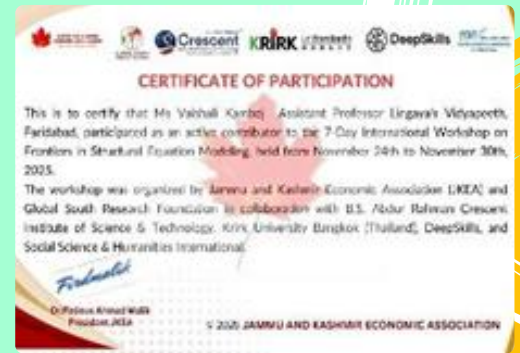 Crescent
KRIRK
DeepSkills
CERTIFICATE OF PARTICIPATION
This is to certify that Ms Vaishali Kamboj Assistant Professor Lingaya's Vidyapeeth,
Faridabad, participated as an active contributor to the 7-Day International Workshop on
Frontiers in Structural Equation Modeling, held from November 24th to November 30th,
2025.
The workshop was organized by Jammu and Kashmir Economic Association (JKEA) and
Global South Research Foundation in collaboration with B.S. Abdur Rahman Crescent
Institute of Science & Technology, Krirk University Bangkok (Thailand), DeepSkills, and
Social Science & Humanities International.
Ahmad Malik
President JKEA
© 2025 JAMMU AND KASHMIR ECONOMIC ASSOCIATION